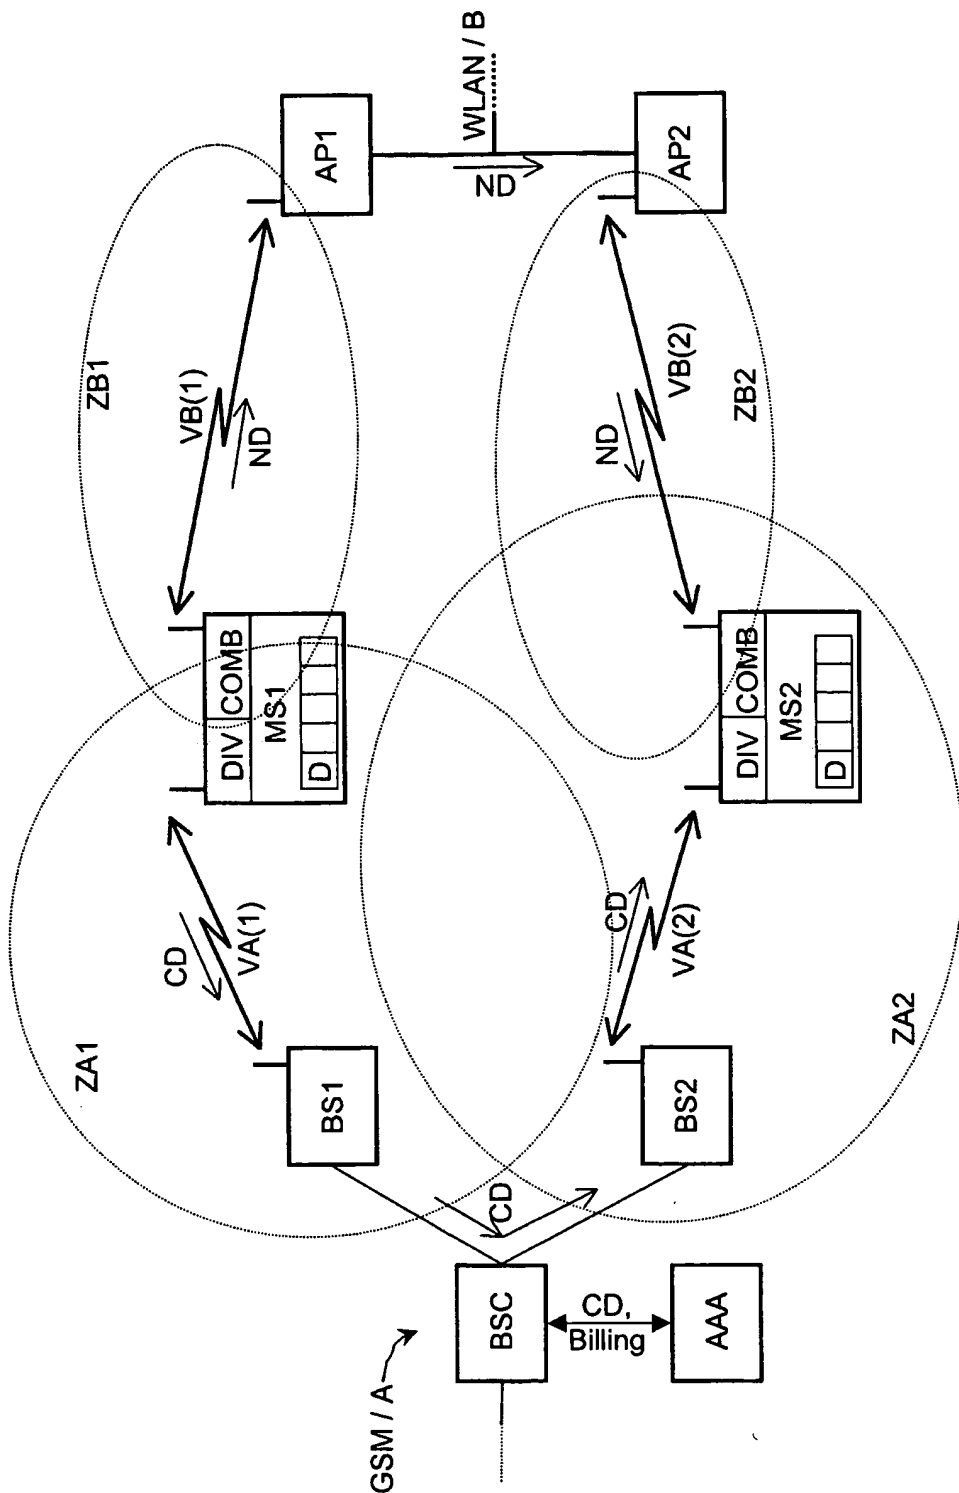 GSM / A
BSC
CD,
Billing
AAA
ZA1
BS1
CD
CD
VA(1)
DIV COMB
MS1
D
ZB1
VB(1)
ND
AP1
WLAN / B
ND
AP2
BS2
ZA2
CD
VA(2)
DIV COMB
MS2
D
ND
VB(2)
ZB2